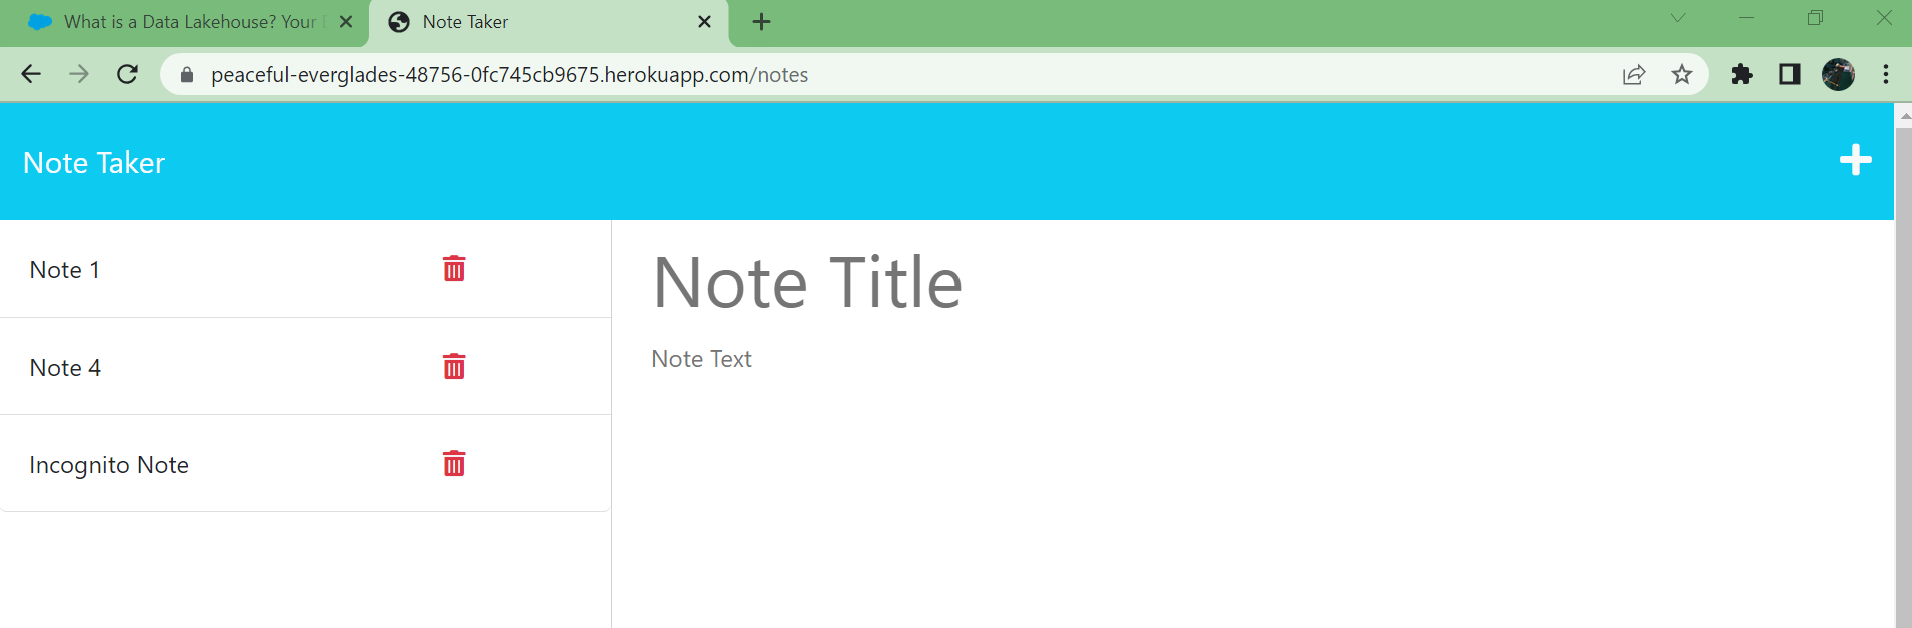 What is a Data Lakehouse? Your
Note Taker
peaceful-everglades-48756-0fc745cb9675.herokuapp.com/notes
Note Taker
Note 1
Note 4
Incognito Note
Note Title
Note Text